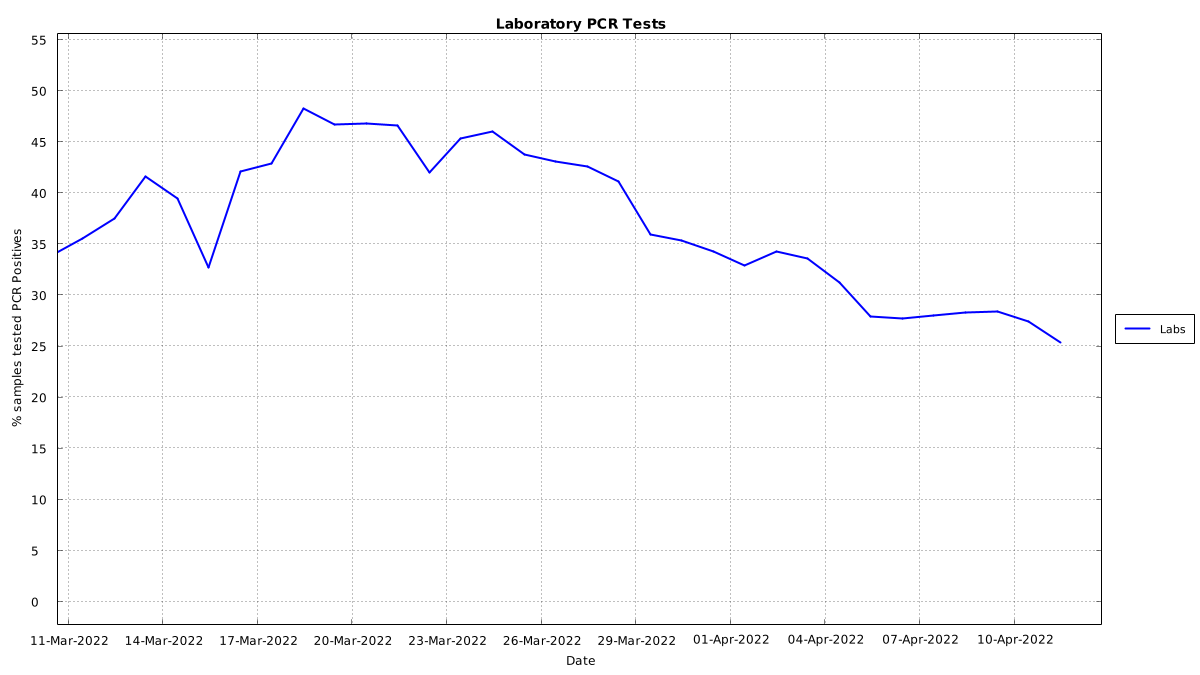 Laboratory PCR Tests
55
50
45
40
35
30
25
20
15
10
5
0
% samples tested PCR Positives
11-Mar-2022 14-Mar-2022 17-Mar-2022 20-Mar-2022 23-Mar-2022 26-Mar-2022 29-Mar-2022 01-Apr-2022 04-Apr-2022 07-Apr-2022 10-Apr-2022
Date
Labs